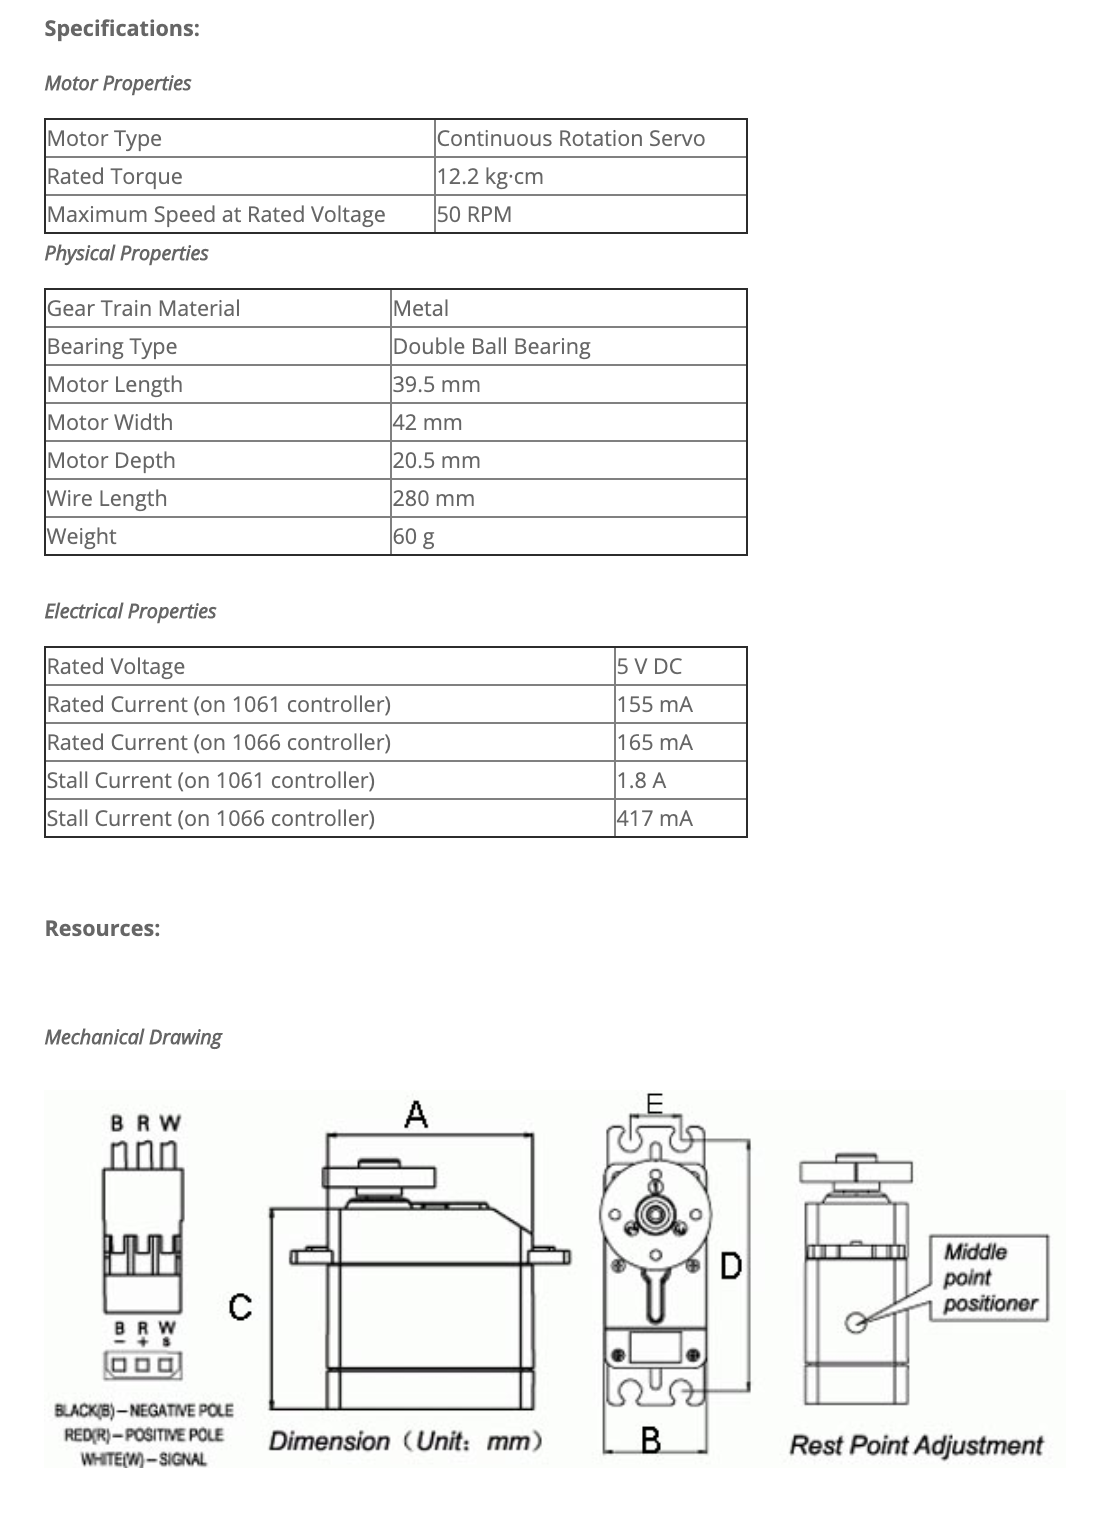 Specifications:
Motor Properties
Motor Type Continuous Rotation Servo
Rated Torque 12.2 kg·cm
Maximum Speed at Rated Voltage 50 RPM
Physical Properties
Gear Train Material Metal
Bearing Type Double Ball Bearing
Motor Length 39.5 mm
Motor Width 42 mm
Motor Depth 20.5 mm
Wire Length 280 mm
Weight 60 g
Electrical Properties
Rated Voltage 5 V DC
Rated Current (on 1061 controller) 155 mA
Rated Current (on 1066 controller) 165 mA
Stall Current (on 1061 controller) 1.8 A
Stall Current (on 1066 controller) 417 mA
Resources:
Mechanical Drawing
B R W
B R W
− + S
BLACK(B)—NEGATIVE POLE
RED(R)—POSITIVE POLE
WHITE(W)—SIGNAL
A
C
Dimension (Unit: mm)
E
D
B
Middle
point
positioner
Rest Point Adjustment